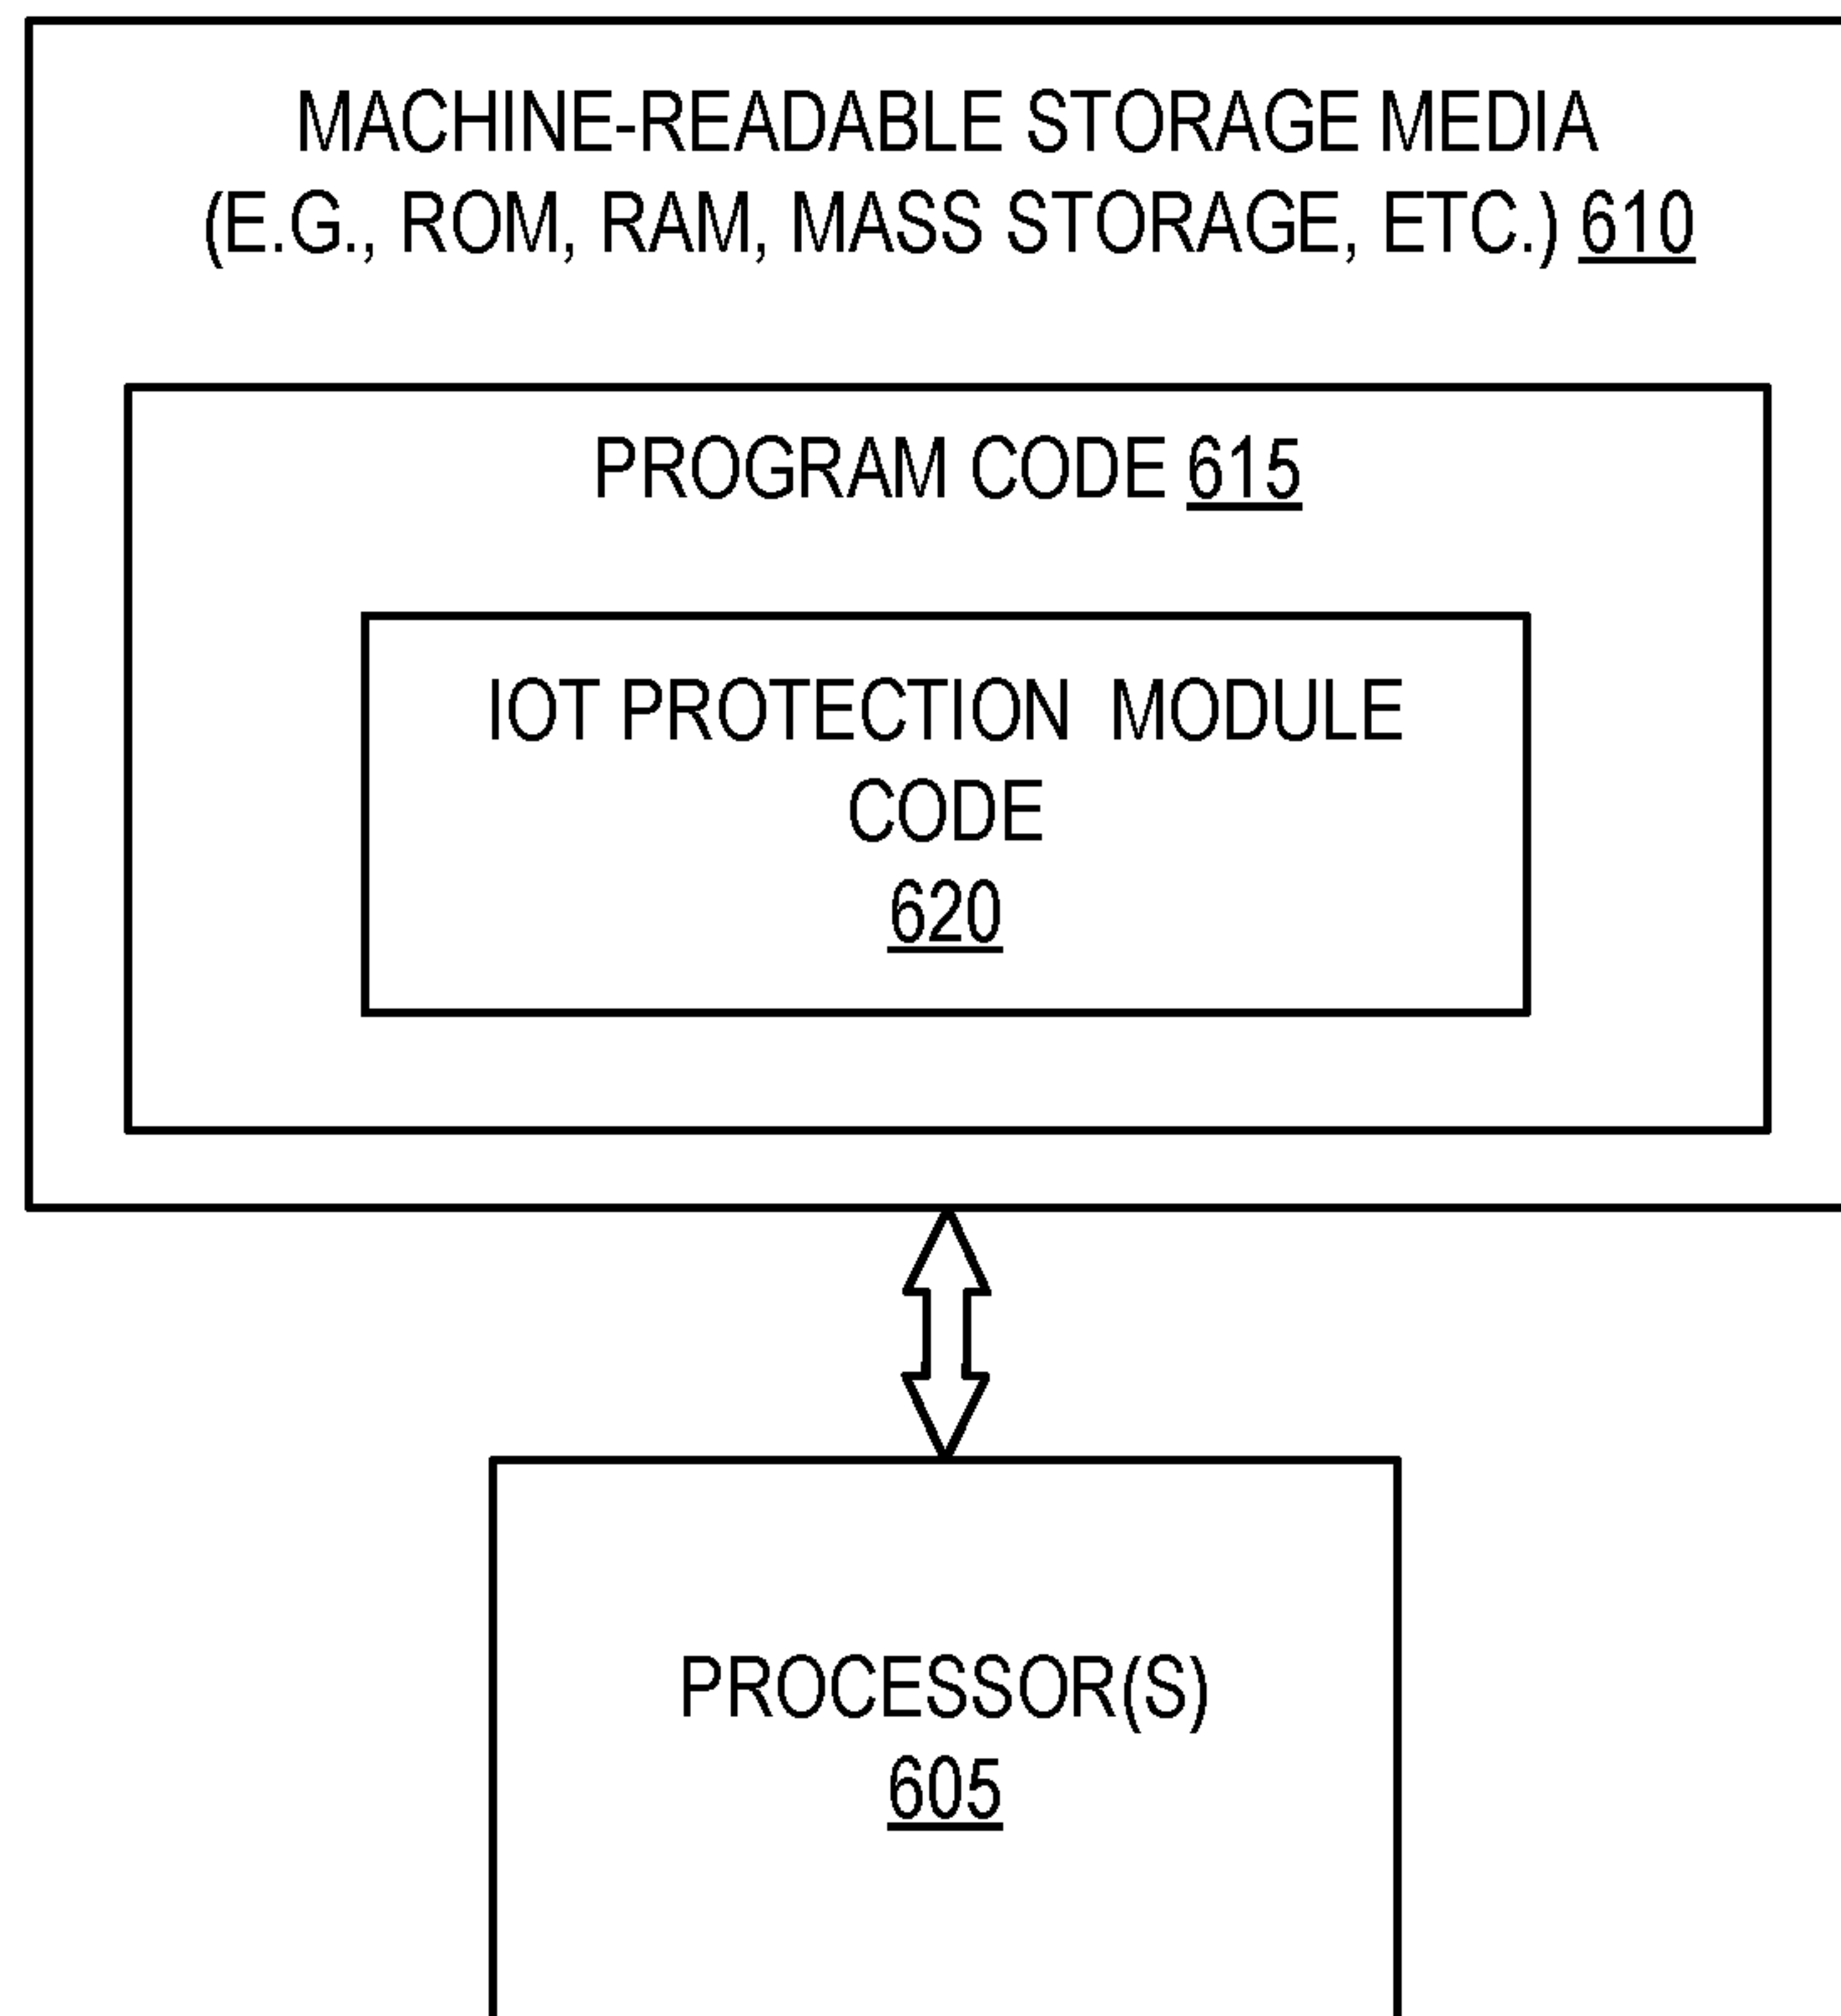 MACHINE-READABLE STORAGE MEDIA
(E.G., ROM, RAM, MASS STORAGE, ETC.) 610
PROGRAM CODE 615
IOT PROTECTION MODULE
CODE
620
PROCESSOR(S)
605